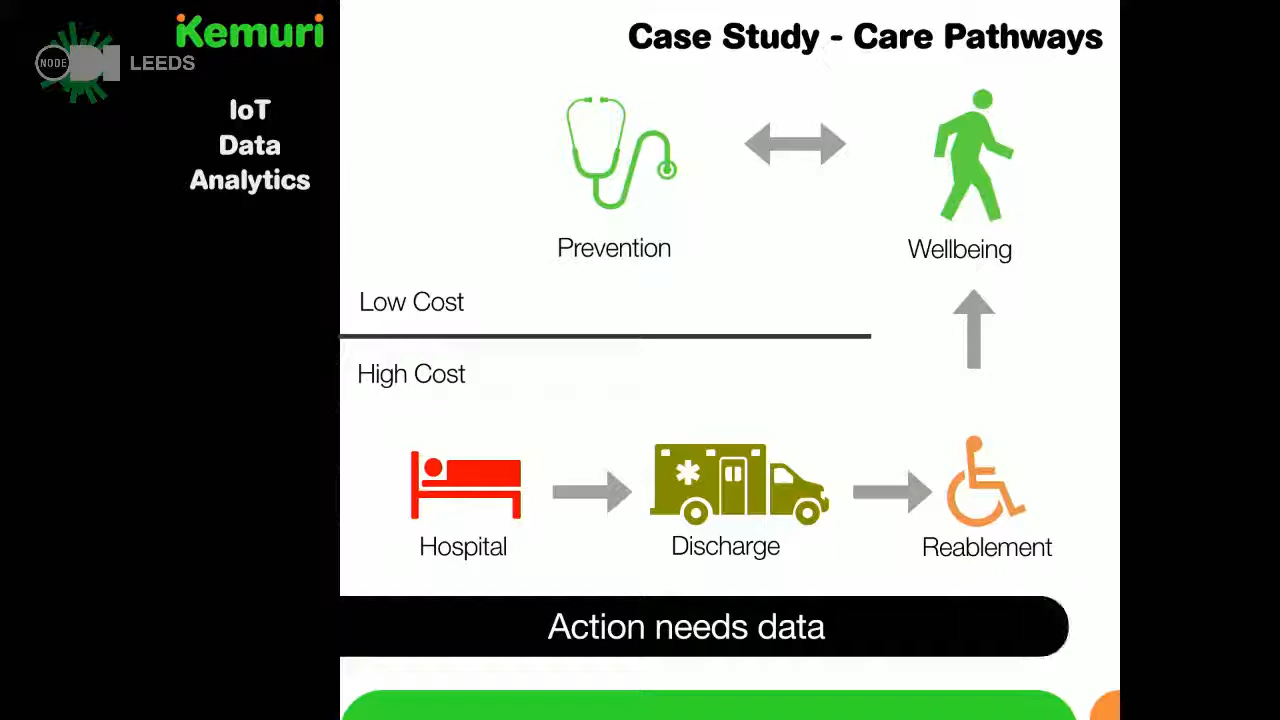 Kemuri
NODE
LEEDS
IoT
Data
Analytics
Case Study - Care Pathways
Prevention
Wellbeing
Low Cost
High Cost
Hospital
Discharge
Reablement
Action needs data